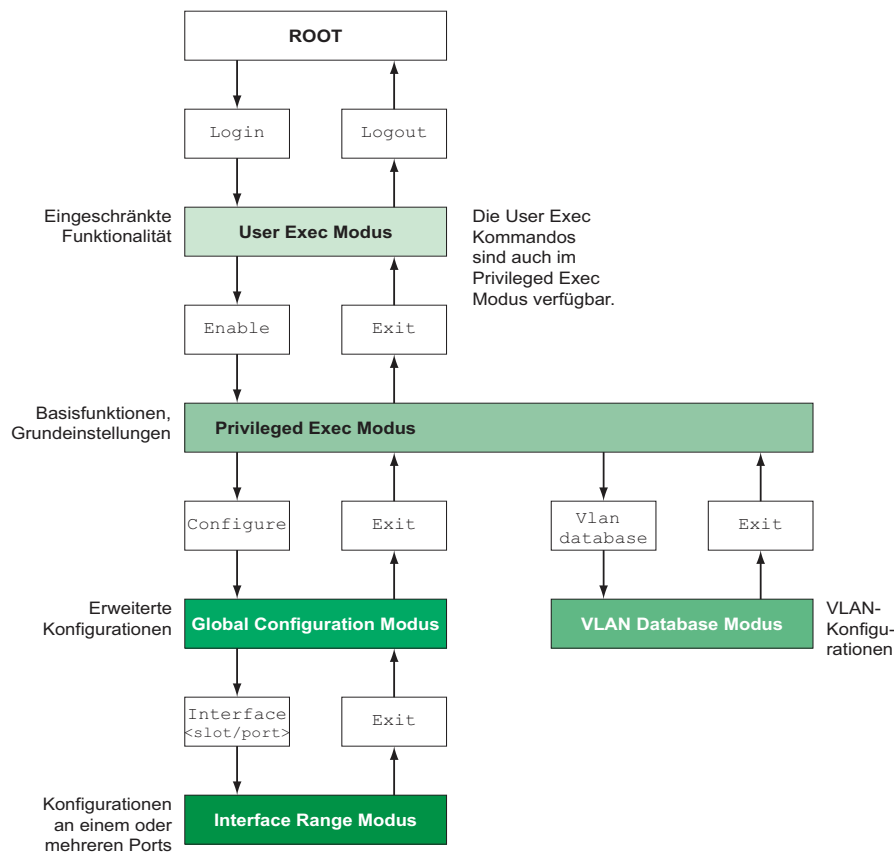 ROOT
Login
Logout
Eingeschränkte
Funktionalität
User Exec Modus
Die User Exec
Kommandos
sind auch im
Privileged Exec
Modus verfügbar.
Enable
Exit
Basisfunktionen,
Grundeinstellungen
Privileged Exec Modus
Configure
Exit
Vlan
database
Exit
Erweiterte
Konfigurationen
Global Configuration Modus
VLAN Database Modus
VLAN-
Konfigu-
rationen
Interface
<slot/port>
Exit
Konfigurationen
an einem oder
mehreren Ports
Interface Range Modus